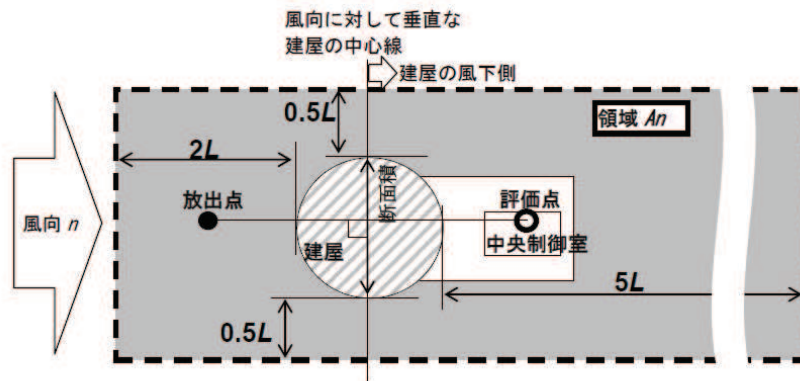 風向に対して垂直な
建屋の中心線
建屋の風下側
0.5L
領域 An
2L
断面積
放出点
評価点
風向 n
建屋
中央制御室
5L
0.5L